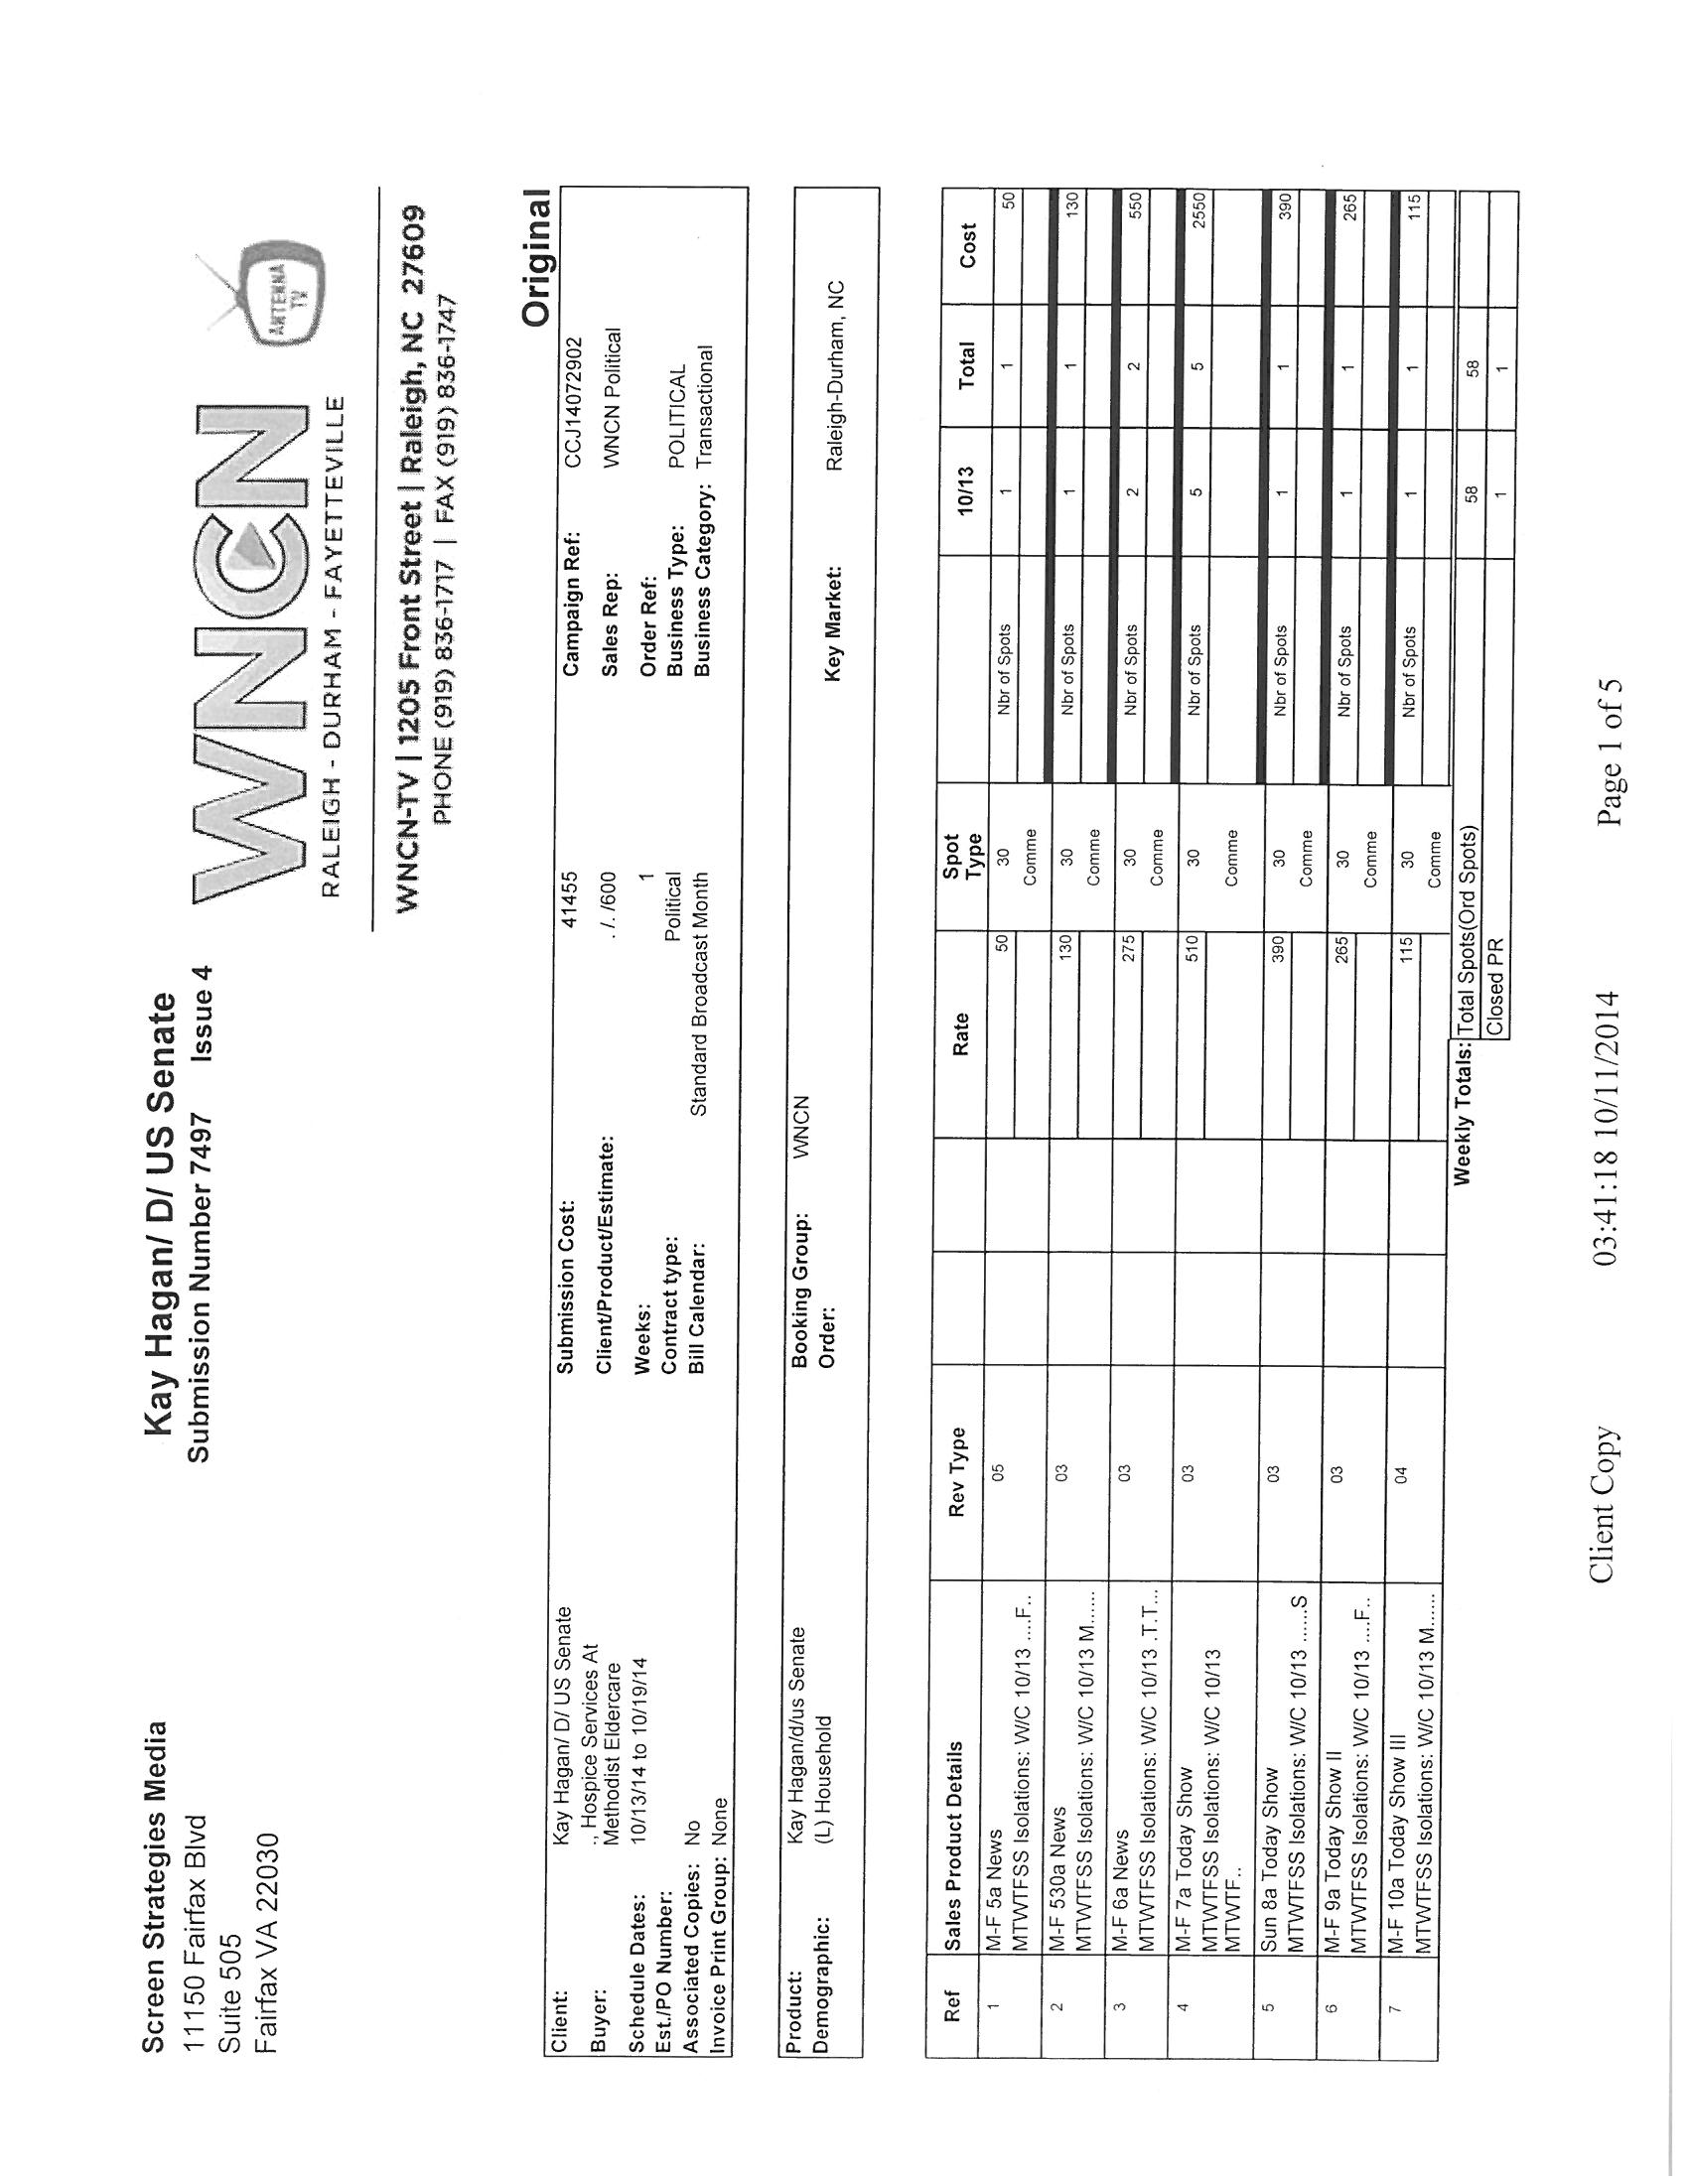 Screen Strategies Media
11150 Fairfax Blvd
Suite 505
Fairfax VA 22030
Kay Hagan/ D/ US Senate
Submission Number 7497 Issue 4
WNCN
RALEIGH - DURHAM - FAYETTEVILLE
ANTENNA
TV
WNCN-TV | 1205 Front Street | Raleigh, NC 27609
PHONE (919) 836-1717 | FAX (919) 836-1747
Original
Client: Kay Hagan/ D/ US Senate Submission Cost: 41455 Campaign Ref: CCJ14072902
Buyer: ., Hospice Services At Client/Product/Estimate: . /. /600 Sales Rep: WNCN Political
Methodist Eldercare
Schedule Dates: 10/13/14 to 10/19/14 Weeks: 1 Order Ref:
Est./PO Number: Contract type: Political Business Type: POLITICAL
Associated Copies: No Bill Calendar: Standard Broadcast Month Business Category: Transactional
Invoice Print Group: None
Product: Kay Hagan/d/us Senate Booking Group: WNCN
Demographic: (L) Household Order: Key Market: Raleigh-Durham, NC
Ref Sales Product Details Rev Type Rate Spot Type 10/13 Total Cost
1 M-F 5a News 05 50 30 Nbr of Spots 1 1 50
MTWTFSS Isolations: W/C 10/13 ....F.. Comme
2 M-F 530a News 03 130 30 Nbr of Spots 1 1 130
MTWTFSS Isolations: W/C 10/13 M...... Comme
3 M-F 6a News 03 275 30 Nbr of Spots 2 2 550
MTWTFSS Isolations: W/C 10/13 .T.T... Comme
4 M-F 7a Today Show 03 510 30 Nbr of Spots 5 5 2550
MTWTFSS Isolations: W/C 10/13 Comme
MTWTF..
5 Sun 8a Today Show 03 390 30 Nbr of Spots 1 1 390
MTWTFSS Isolations: W/C 10/13 ......S Comme
6 M-F 9a Today Show II 03 265 30 Nbr of Spots 1 1 265
MTWTFSS Isolations: W/C 10/13 ....F.. Comme
7 M-F 10a Today Show III 04 115 30 Nbr of Spots 1 1 115
MTWTFSS Isolations: W/C 10/13 M...... Comme
Weekly Totals: Total Spots(Ord Spots) 58 58
Closed PR 1 1
Client Copy 03:41:18 10/11/2014 Page 1 of 5